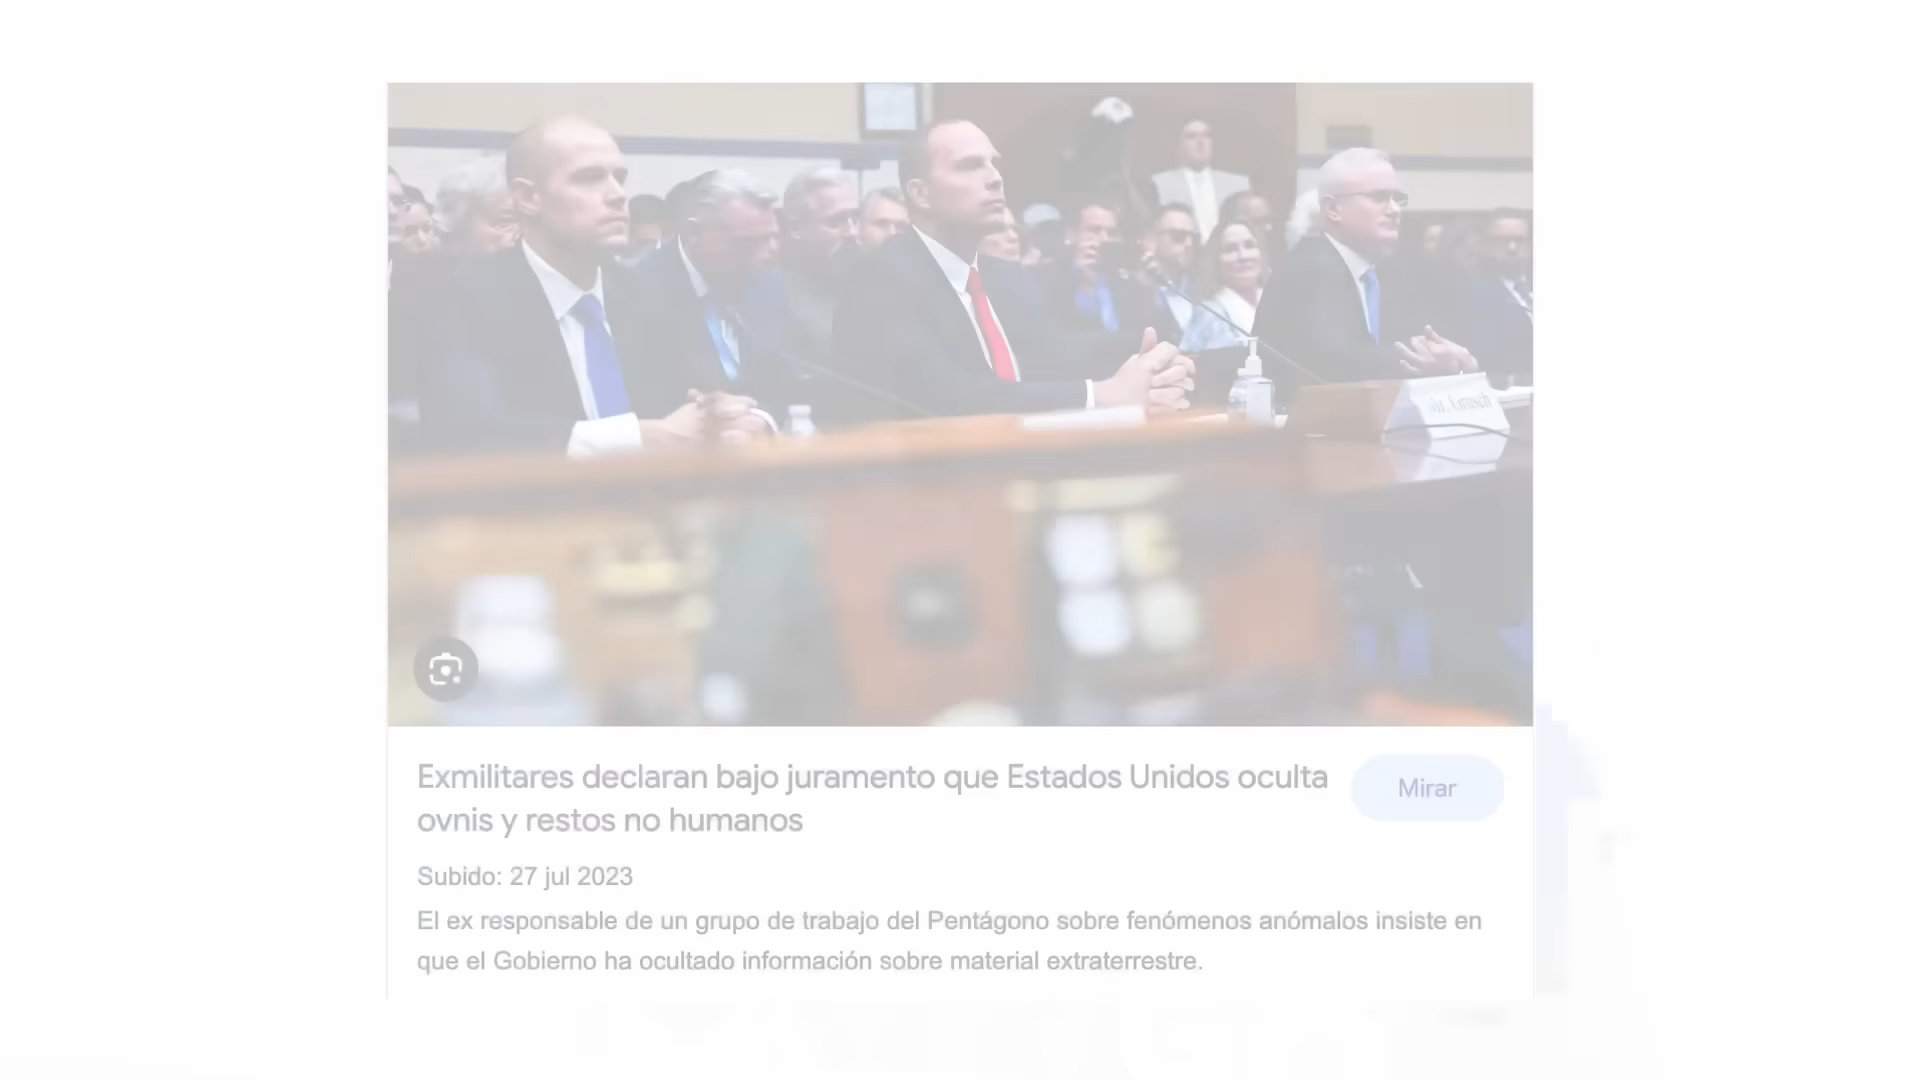 Mr. Grusch
Exmilitares declaran bajo juramento que Estados Unidos oculta
ovnis y restos no humanos
Mirar
Subido: 27 jul 2023
El ex responsable de un grupo de trabajo del Pentágono sobre fenómenos anómalos insiste en
que el Gobierno ha ocultado información sobre material extraterrestre.